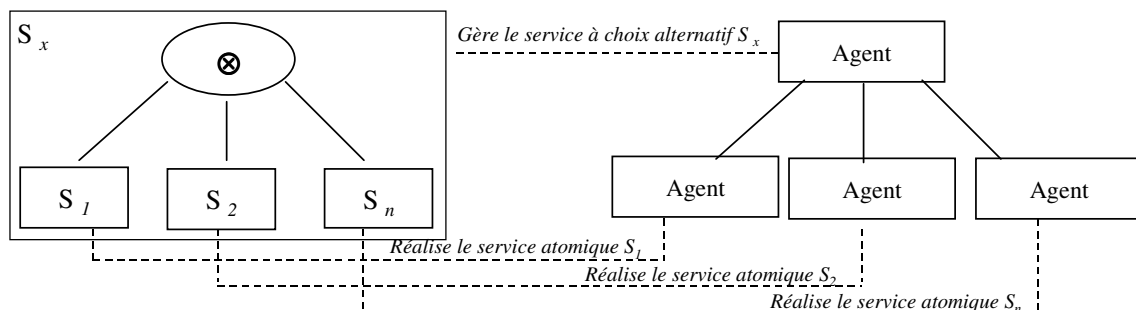 S x
⊗
Gère le service à choix alternatif S x
Agent
S 1
S 2
S n
Agent
Agent
Agent
Réalise le service atomique S1
Réalise le service atomique S2
Réalise le service atomique Sn